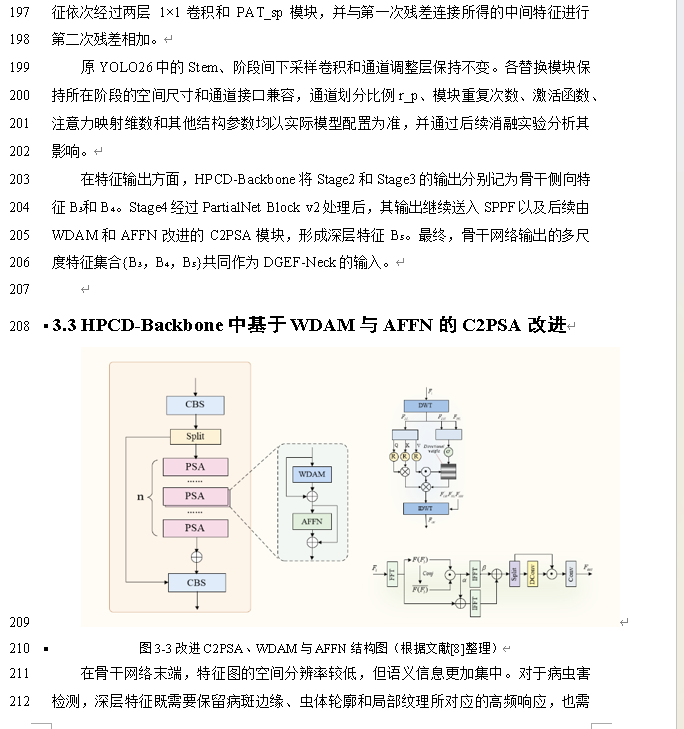 197 征依次经过两层 1×1 卷积和 PAT_sp 模块，并与第一次残差连接所得的中间特征进行
198 第二次残差相加。
199 原 YOLO26 中的 Stem、阶段间下采样卷积和通道调整层保持不变。各替换模块保
200 持所在阶段的空间尺寸和通道接口兼容，通道划分比例 r_p、模块重复次数、激活函数、
201 注意力映射维数和其他结构参数均以实际模型配置为准，并通过后续消融实验分析其
202 影响。
203 在特征输出方面，HPCD-Backbone 将 Stage2 和 Stage3 的输出分别记为骨干侧向特
204 征 B₃和 B₄。Stage4 经过 PartialNet Block v2 处理后，其输出继续送入 SPPF 以及后续由
205 WDAM 和 AFFN 改进的 C2PSA 模块，形成深层特征 B₅。最终，骨干网络输出的多尺
206 度特征集合{B₃，B₄，B₅}共同作为 DGEF-Neck 的输入。
207
208 3.3 HPCD-Backbone 中基于 WDAM 与 AFFN 的 C2PSA 改进
CBS
Split
PSA
......
n
PSA
......
PSA
CBS
WDAM
AFFN
DWT
Q K V
R R R
IDWT
FFT
F(Fᵢ)
Conj
F(Fᵢ)
α
β
IFFT
IFFT
Split
DConv
Conv
209
210 图 3-3 改进 C2PSA、WDAM 与 AFFN 结构图（根据文献[8]整理）
211 在骨干网络末端，特征图的空间分辨率较低，但语义信息更加集中。对于病虫害
212 检测，深层特征既需要保留病斑边缘、虫体轮廓和局部纹理所对应的高频响应，也需